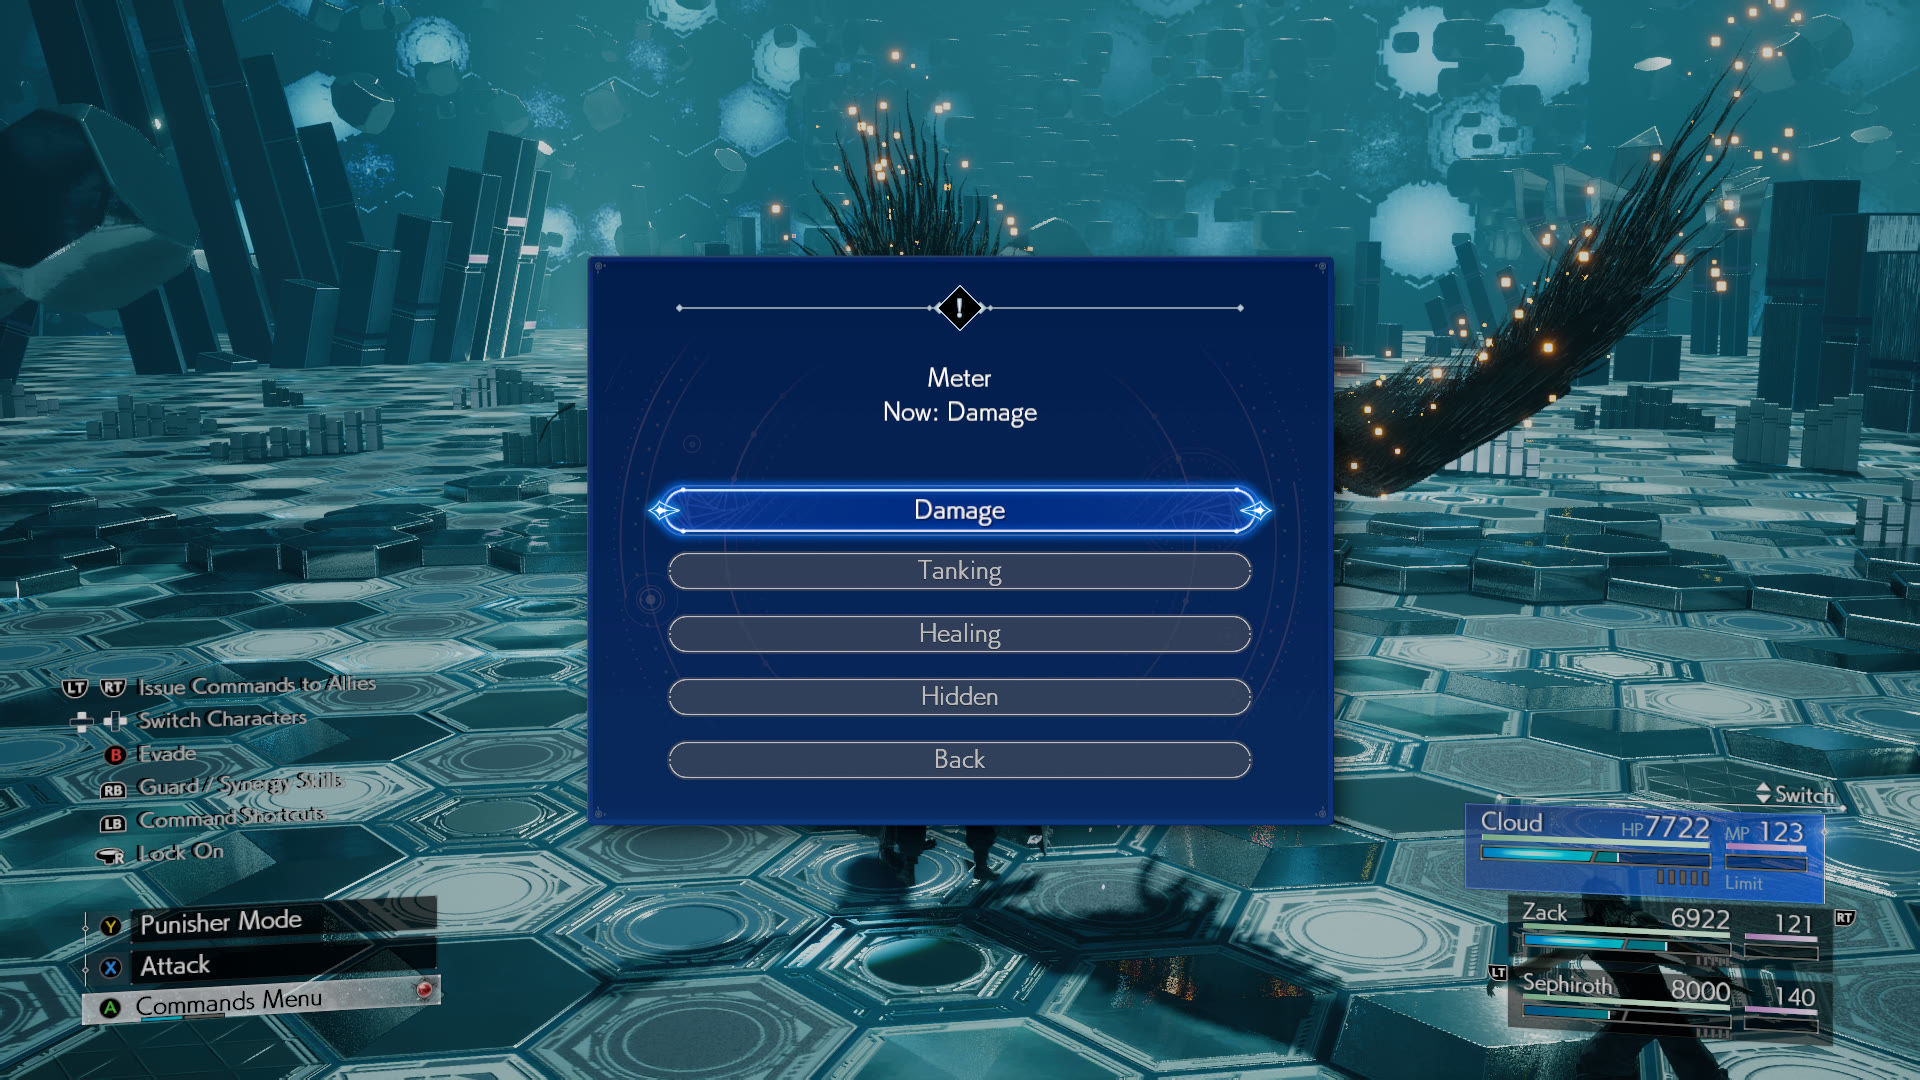 !
Meter
Now: Damage
Damage
Tanking
Healing
Hidden
Back
LT RT Issue Commands to Allies
Switch Characters
B Evade
RB Guard / Synergy Skills
LB Command Shortcuts
R Lock On
Y Punisher Mode
X Attack
A Commands Menu
Switch
Cloud HP 7722 MP 123
Limit
Zack 6922 121 RT
LT Sephiroth 8000 140